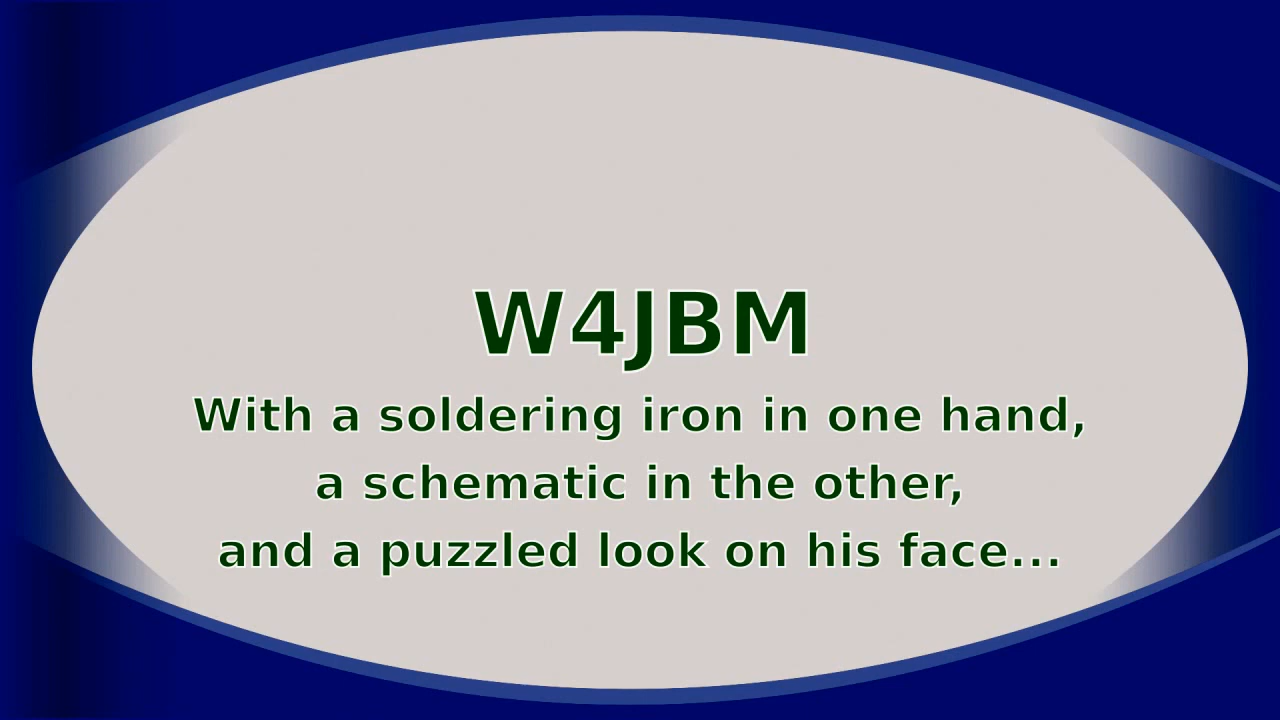 W4JBM
With a soldering iron in one hand,
a schematic in the other,
and a puzzled look on his face...